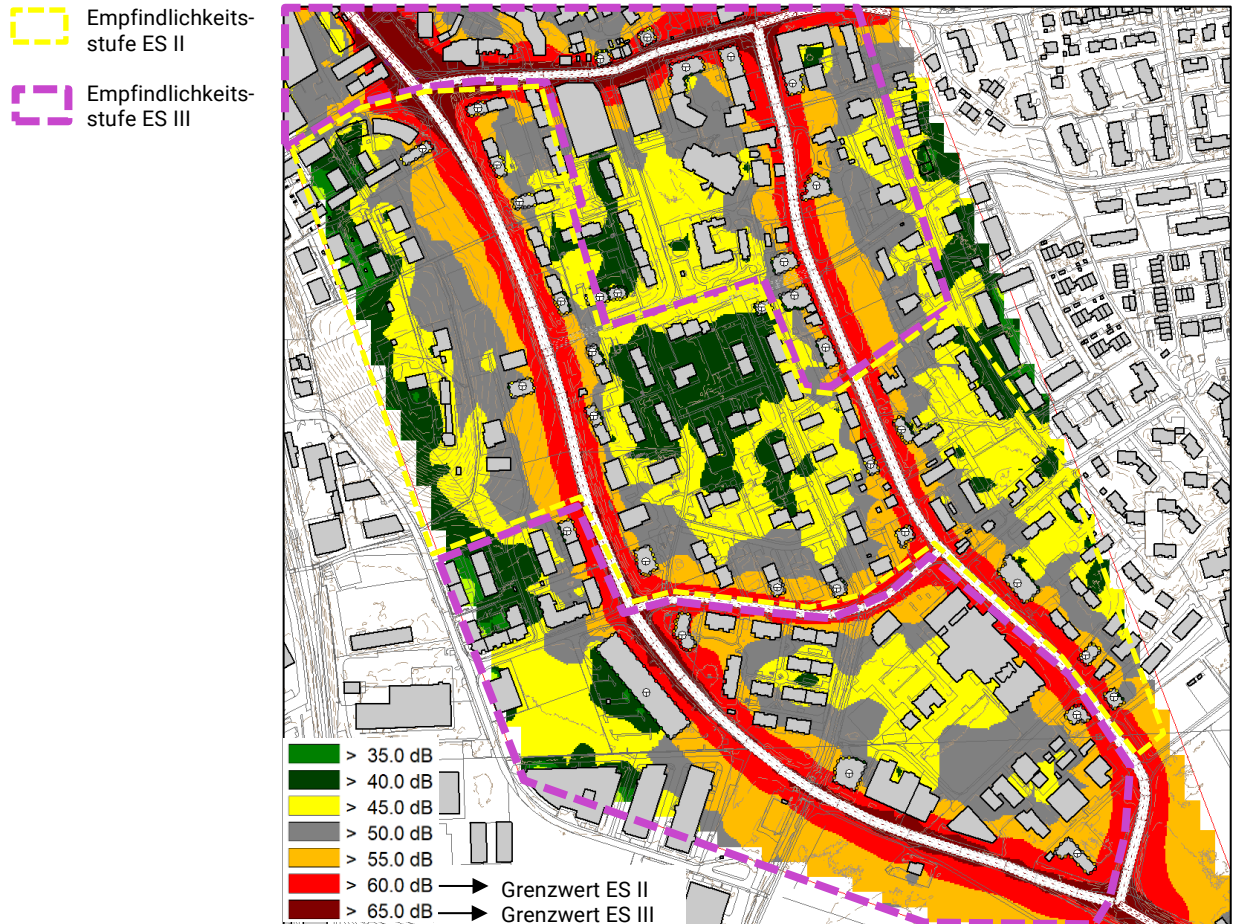 Empfindlichkeits-
stufe ES II
Empfindlichkeits-
stufe ES III
> 35.0 dB
> 40.0 dB
> 45.0 dB
> 50.0 dB
> 55.0 dB
> 60.0 dB Grenzwert ES II
> 65.0 dB Grenzwert ES III